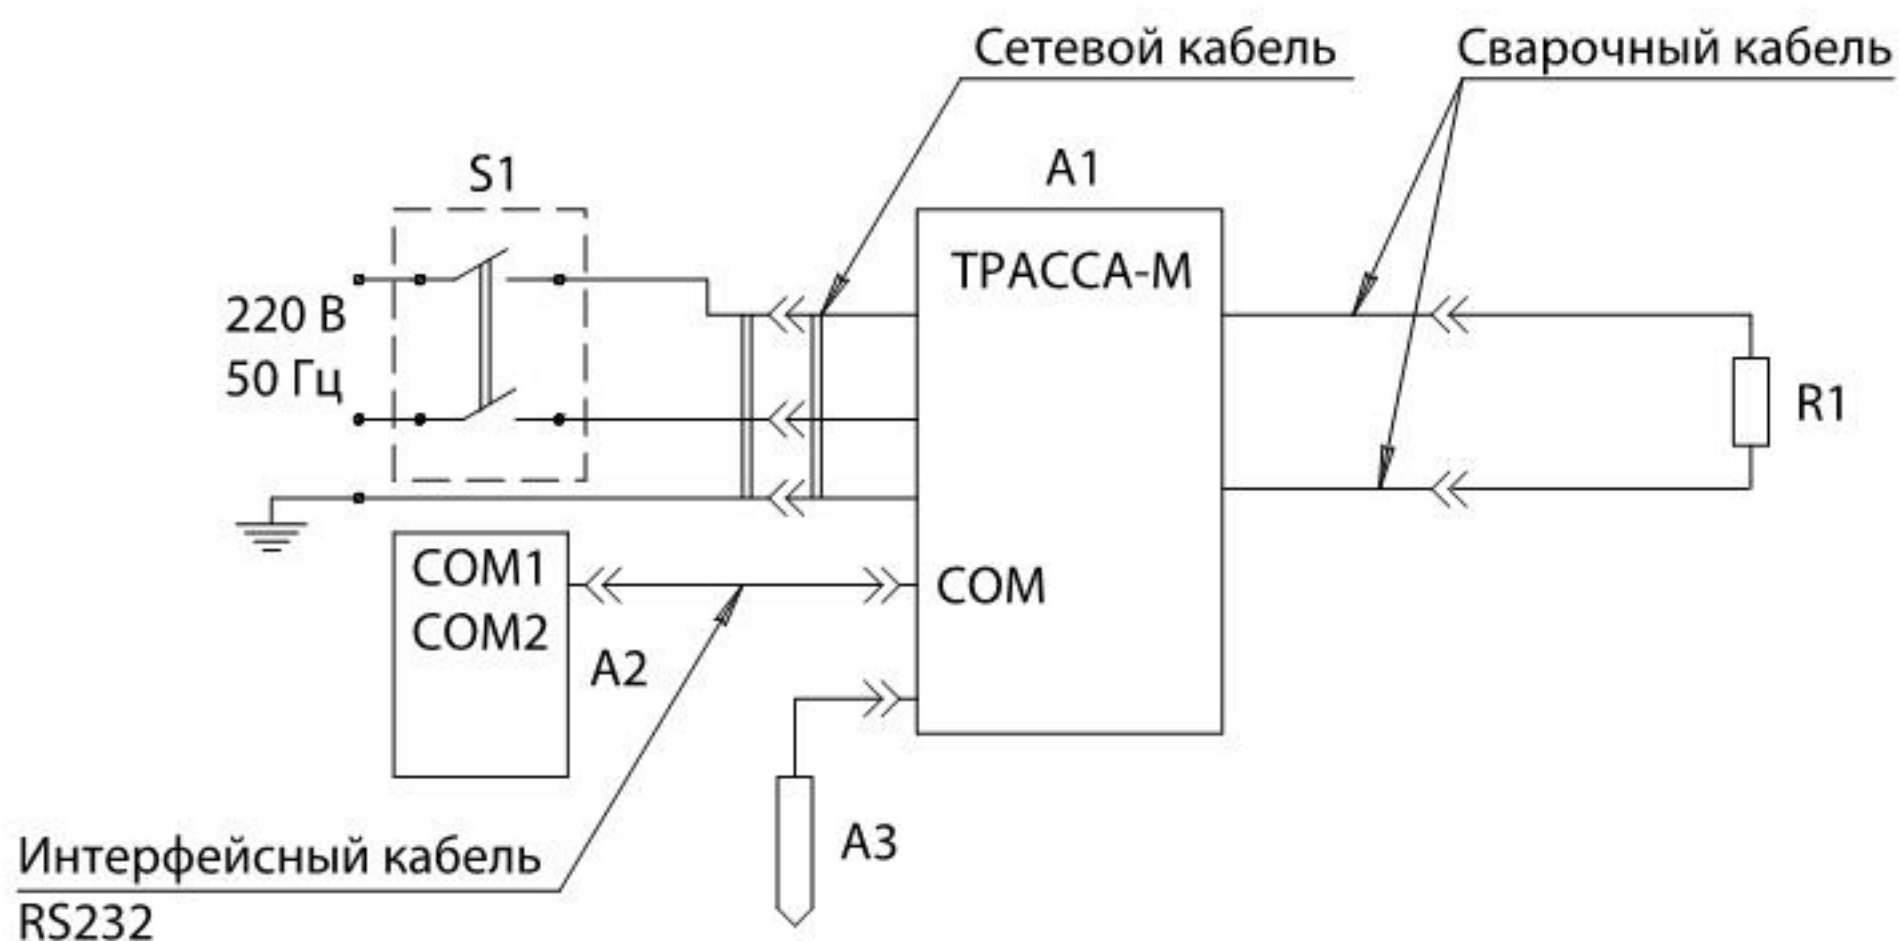 Сетевой кабель
Сварочный кабель
S1
A1
ТРАССА-М
220 В
50 Гц
R1
COM1
COM2
COM
A2
A3
Интерфейсный кабель
RS232